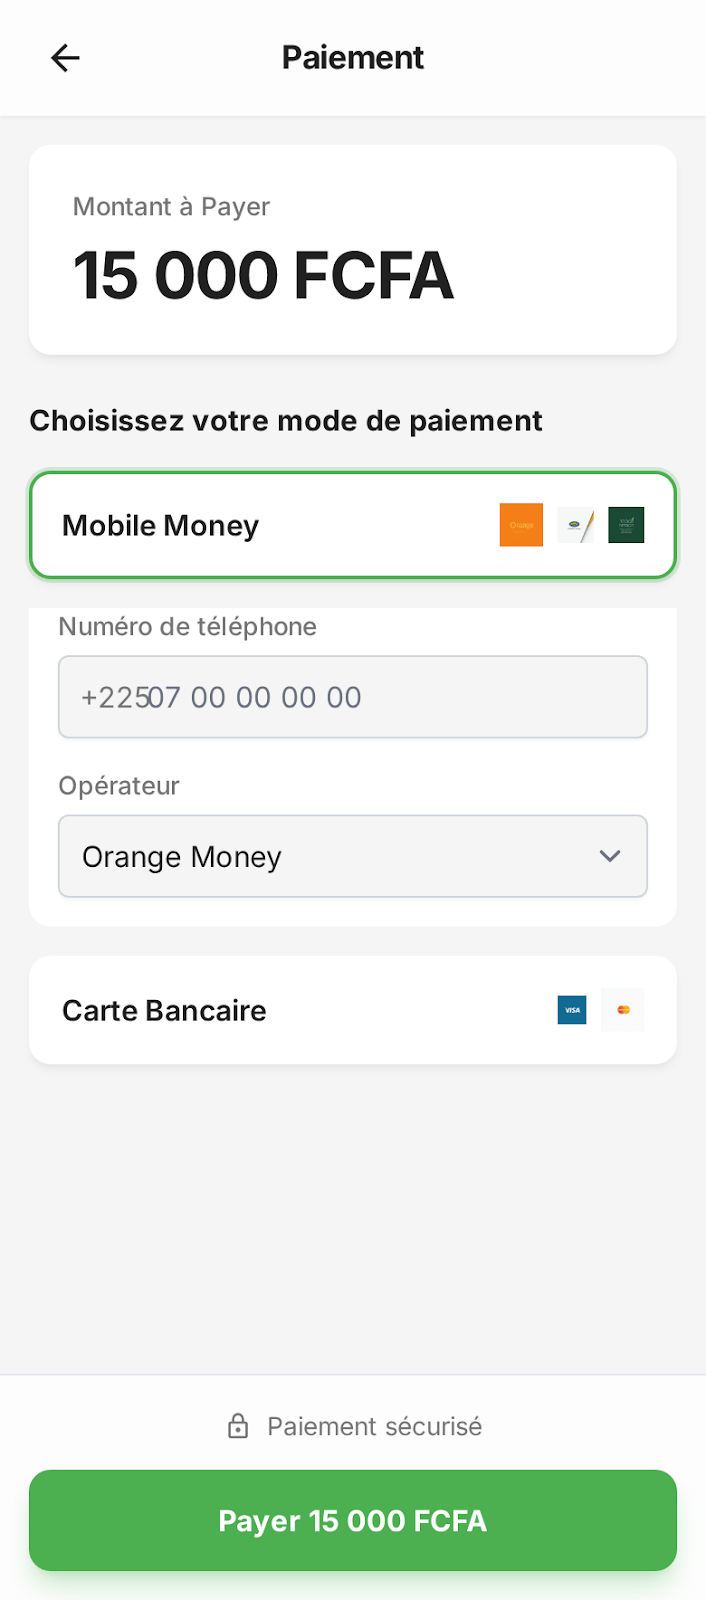 Paiement
Montant à Payer
15 000 FCFA
Choisissez votre mode de paiement
Mobile Money
Orange
Numéro de téléphone
+22507 00 00 00 00
Opérateur
Orange Money
Carte Bancaire
VISA
Paiement sécurisé
Payer 15 000 FCFA